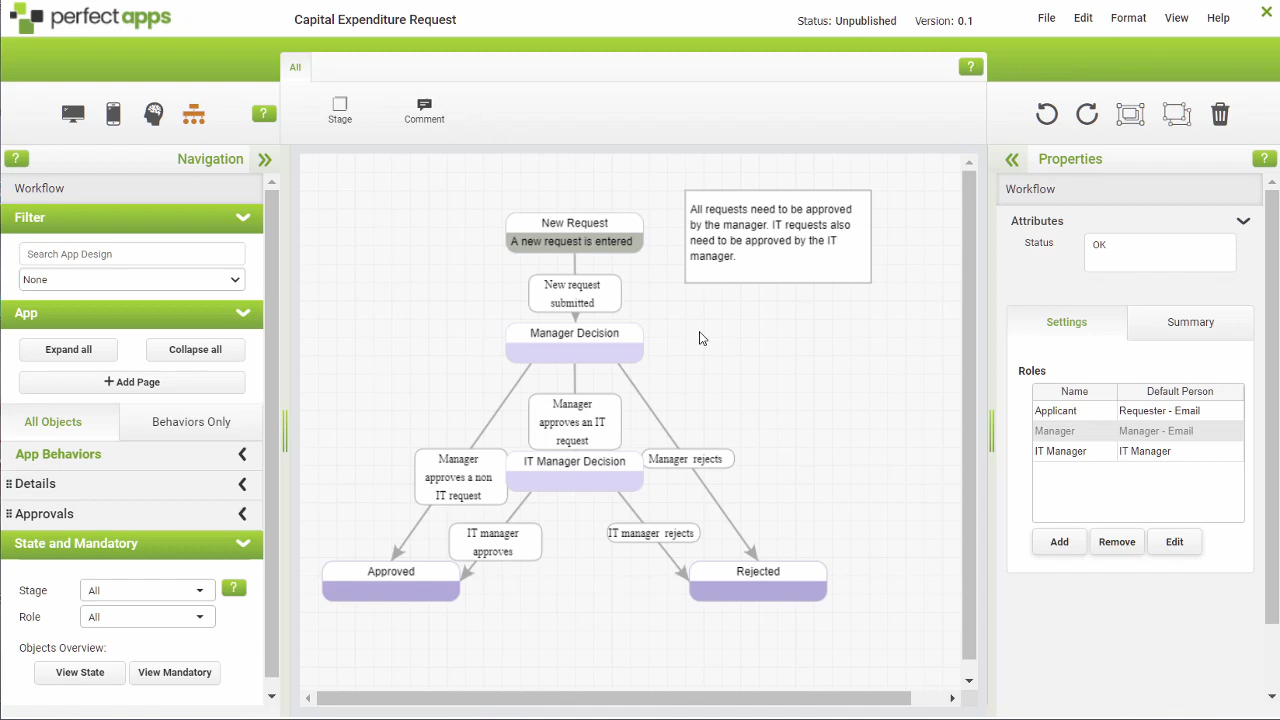 perfect apps
Capital Expenditure Request
Status: Unpublished
Version: 0.1
File
Edit
Format
View
Help
All
?
?
Stage
Comment
?
Navigation
Workflow
Filter
Search App Design
None
App
Expand all
Collapse all
+ Add Page
All Objects
Behaviors Only
App Behaviors
Details
Approvals
State and Mandatory
Stage
All
?
Role
All
Objects Overview:
View State
View Mandatory
New Request
A new request is entered
New request
submitted
Manager Decision
Manager
approves an IT
request
Manager
approves a non
IT request
IT Manager Decision
Manager rejects
IT manager
approves
IT manager rejects
Approved
Rejected
All requests need to be approved
by the manager. IT requests also
need to be approved by the IT
manager.
Properties
?
Workflow
Attributes
Status
OK
Settings
Summary
Roles
Name
Default Person
Applicant
Requester - Email
Manager
Manager - Email
IT Manager
IT Manager
Add
Remove
Edit